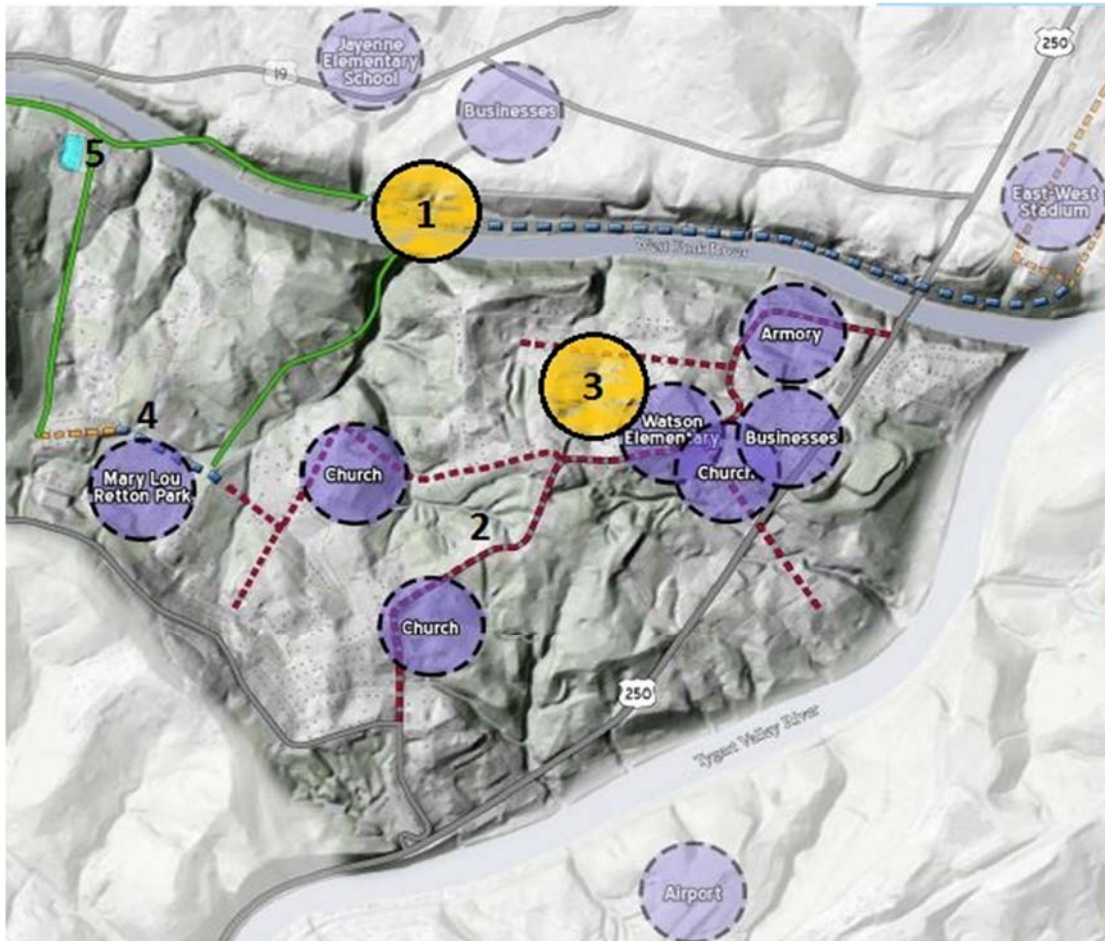 250
Jayenne
Elementary
School
19
Businesses
5
East-West
Stadium
1
West Fork River
Armory
3
4
Watson
Elementary
Businesses
Mary Lou
Retton Park
Church
Church
2
Church
250
Tygart Valley River
Airport